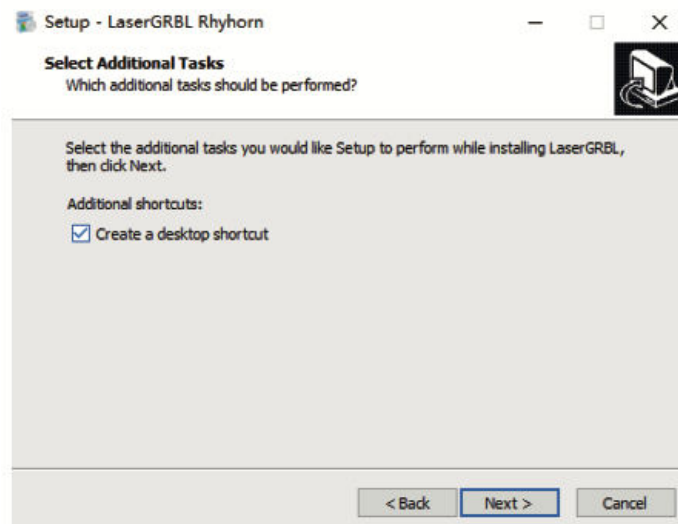 Setup - LaserGRBL Rhyhorn
Select Additional Tasks
Which additional tasks should be performed?
Select the additional tasks you would like Setup to perform while installing LaserGRBL,
then click Next.
Additional shortcuts:
Create a desktop shortcut
< Back
Next >
Cancel